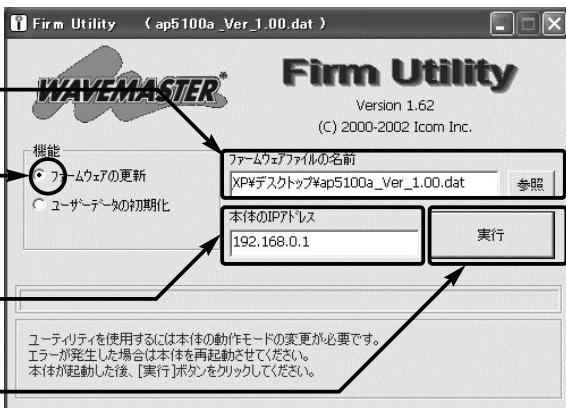 Firm Utility （ ap5100a_Ver_1.00.dat ）
WAVEMASTER®
Firm Utility
Version 1.62
(C) 2000-2002 Icom Inc.
機能
ファームウェアの更新
ユーザーデータの初期化
ファームウェアファイルの名前
XP¥デスクトップ¥ap5100a_Ver_1.00.dat
参照
本体のIPアドレス
192.168.0.1
実行
ユーティリティを使用するには本体の動作モードの変更が必要です。
エラーが発生した場合は本体を再起動させてください。
本体が起動した後、[実行]ボタンをクリックしてください。